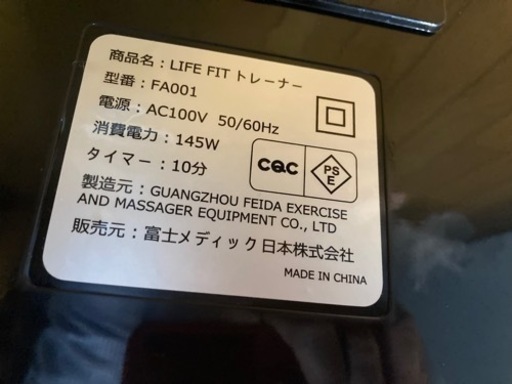 商品名：LIFE FIT トレーナー
型番：FA001
電源：AC100V 50/60Hz
消費電力：145W
タイマー：10分
CQC
PS
E
製造元：GUANGZHOU FEIDA EXERCISE
AND MASSAGER EQUIPMENT CO., LTD
販売元：富士メディック日本株式会社
MADE IN CHINA